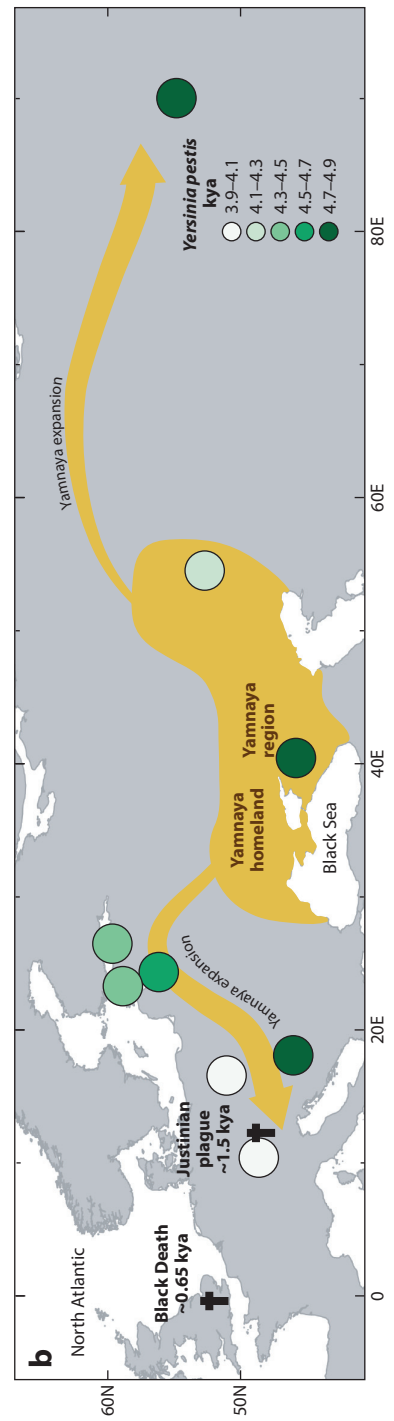 b
North Atlantic
Black Death
~0.65 kya
Justinian
plague
~1.5 kya
Yamnaya expansion
Yamnaya
homeland
Yamnaya
region
Black Sea
Yamnaya expansion
Yersinia pestis
kya
3.9–4.1
4.1–4.3
4.3–4.5
4.5–4.7
4.7–4.9
60N
50N
0
20E
40E
60E
80E